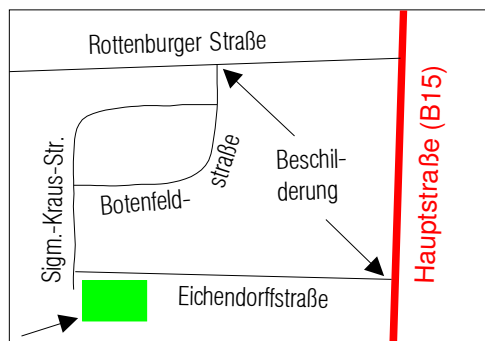 Rottenburger Straße
Hauptstraße (B15)
Sigm.-Kraus-Str.
Botenfeld-
straße
Beschil-
derung
Eichendorffstraße